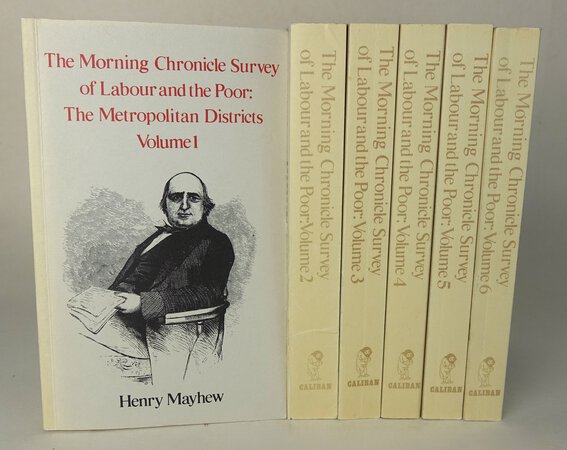 The Morning Chronicle Survey
of Labour and the Poor:
The Metropolitan Districts
Volume 1
Henry Mayhew
The Morning Chronicle Survey
of Labour and the Poor: Volume 2
CALIBAN
The Morning Chronicle Survey
of Labour and the Poor: Volume 3
CALIBAN
The Morning Chronicle Survey
of Labour and the Poor: Volume 4
CALIBAN
The Morning Chronicle Survey
of Labour and the Poor: Volume 5
CALIBAN
The Morning Chronicle Survey
of Labour and the Poor: Volume 6
CALIBAN